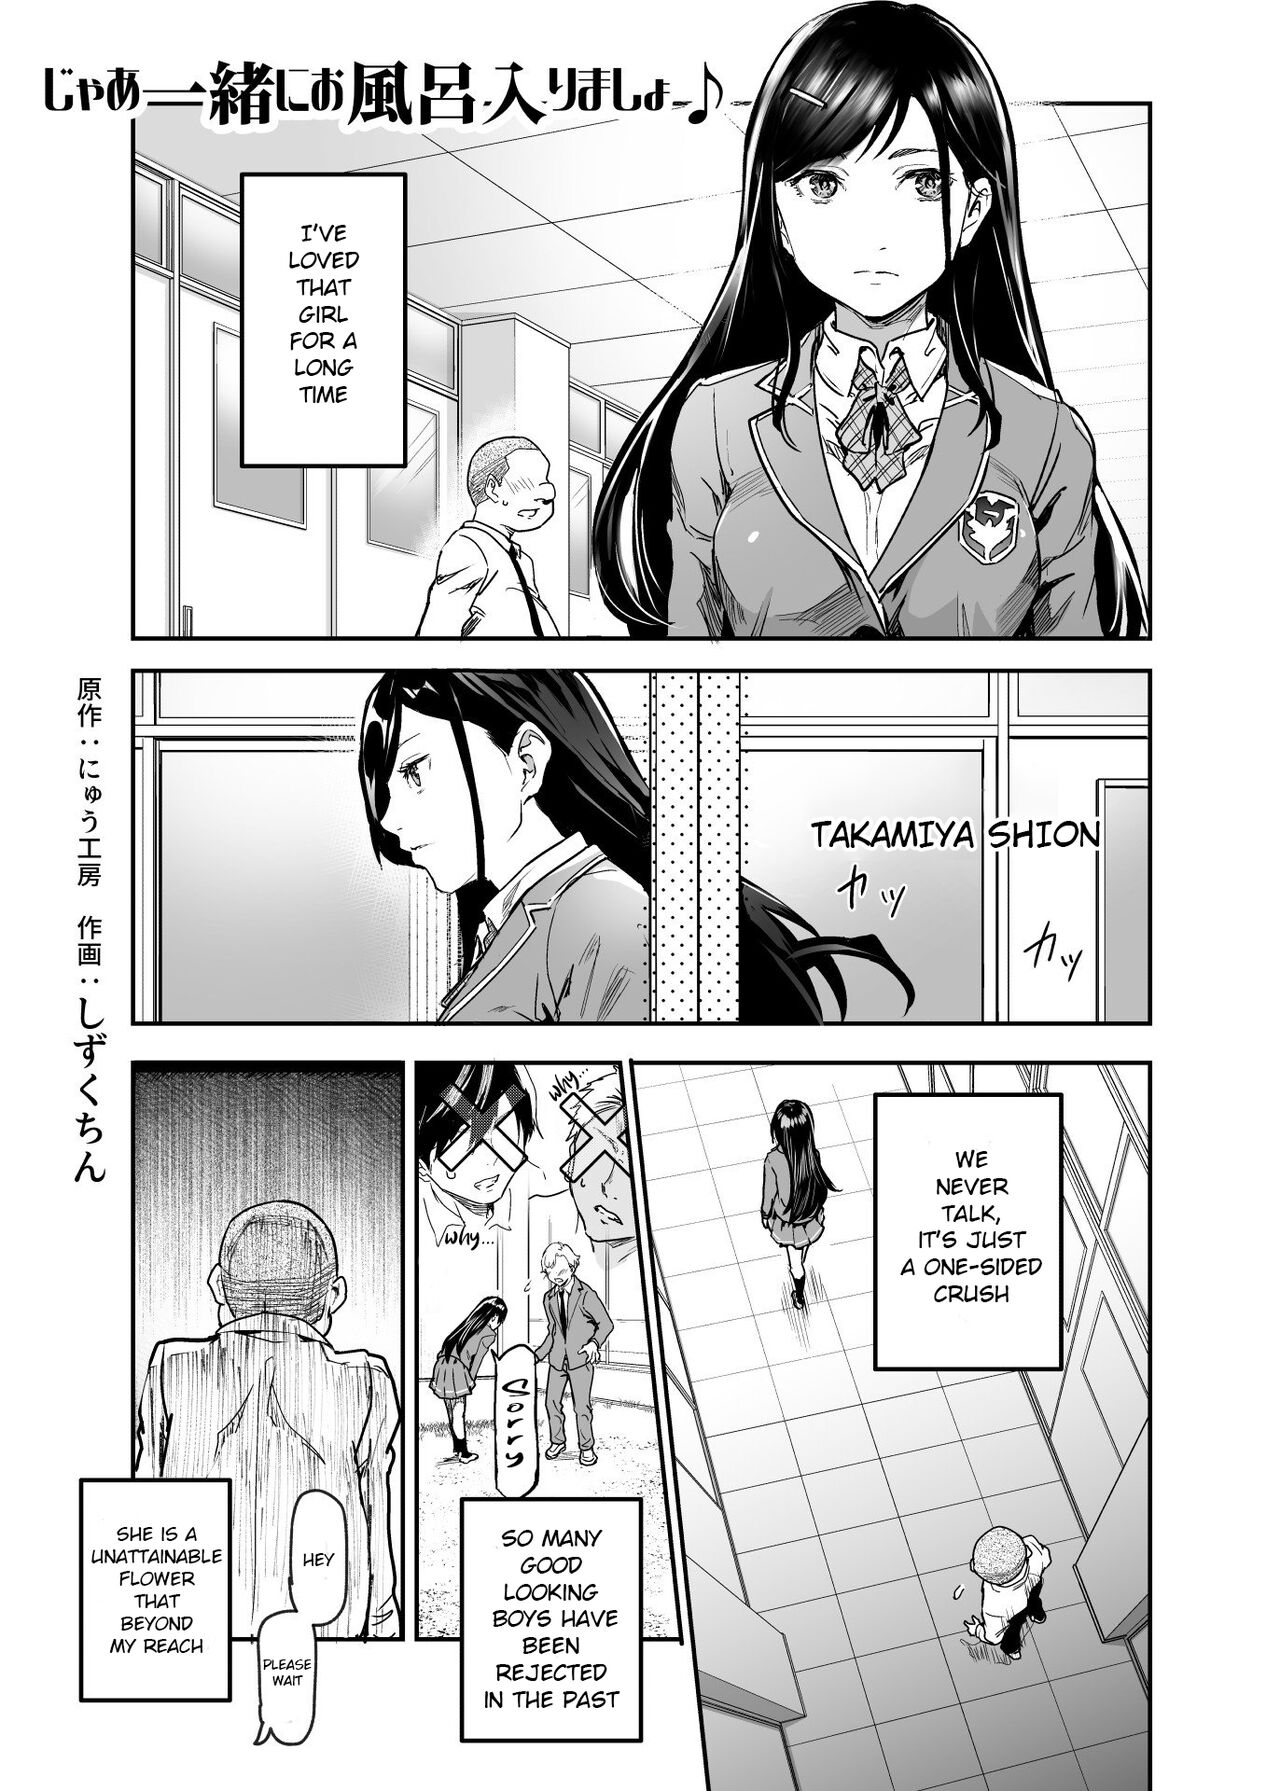 じゃあ一緒にお風呂入りましょ♪
I'VE
LOVED
THAT
GIRL
FOR A
LONG
TIME
原作：にゅう工房　作画：しずくちん
TAKAMIYA SHION
カッ
カッ
WE
NEVER
TALK,
IT'S JUST
A ONE-SIDED
CRUSH
WHY...
WHY...
Sorry
SO MANY
GOOD
LOOKING
BOYS HAVE
BEEN
REJECTED
IN THE PAST
SHE IS A
UNATTAINABLE
FLOWER
THAT
BEYOND
MY REACH
HEY
PLEASE
WAIT